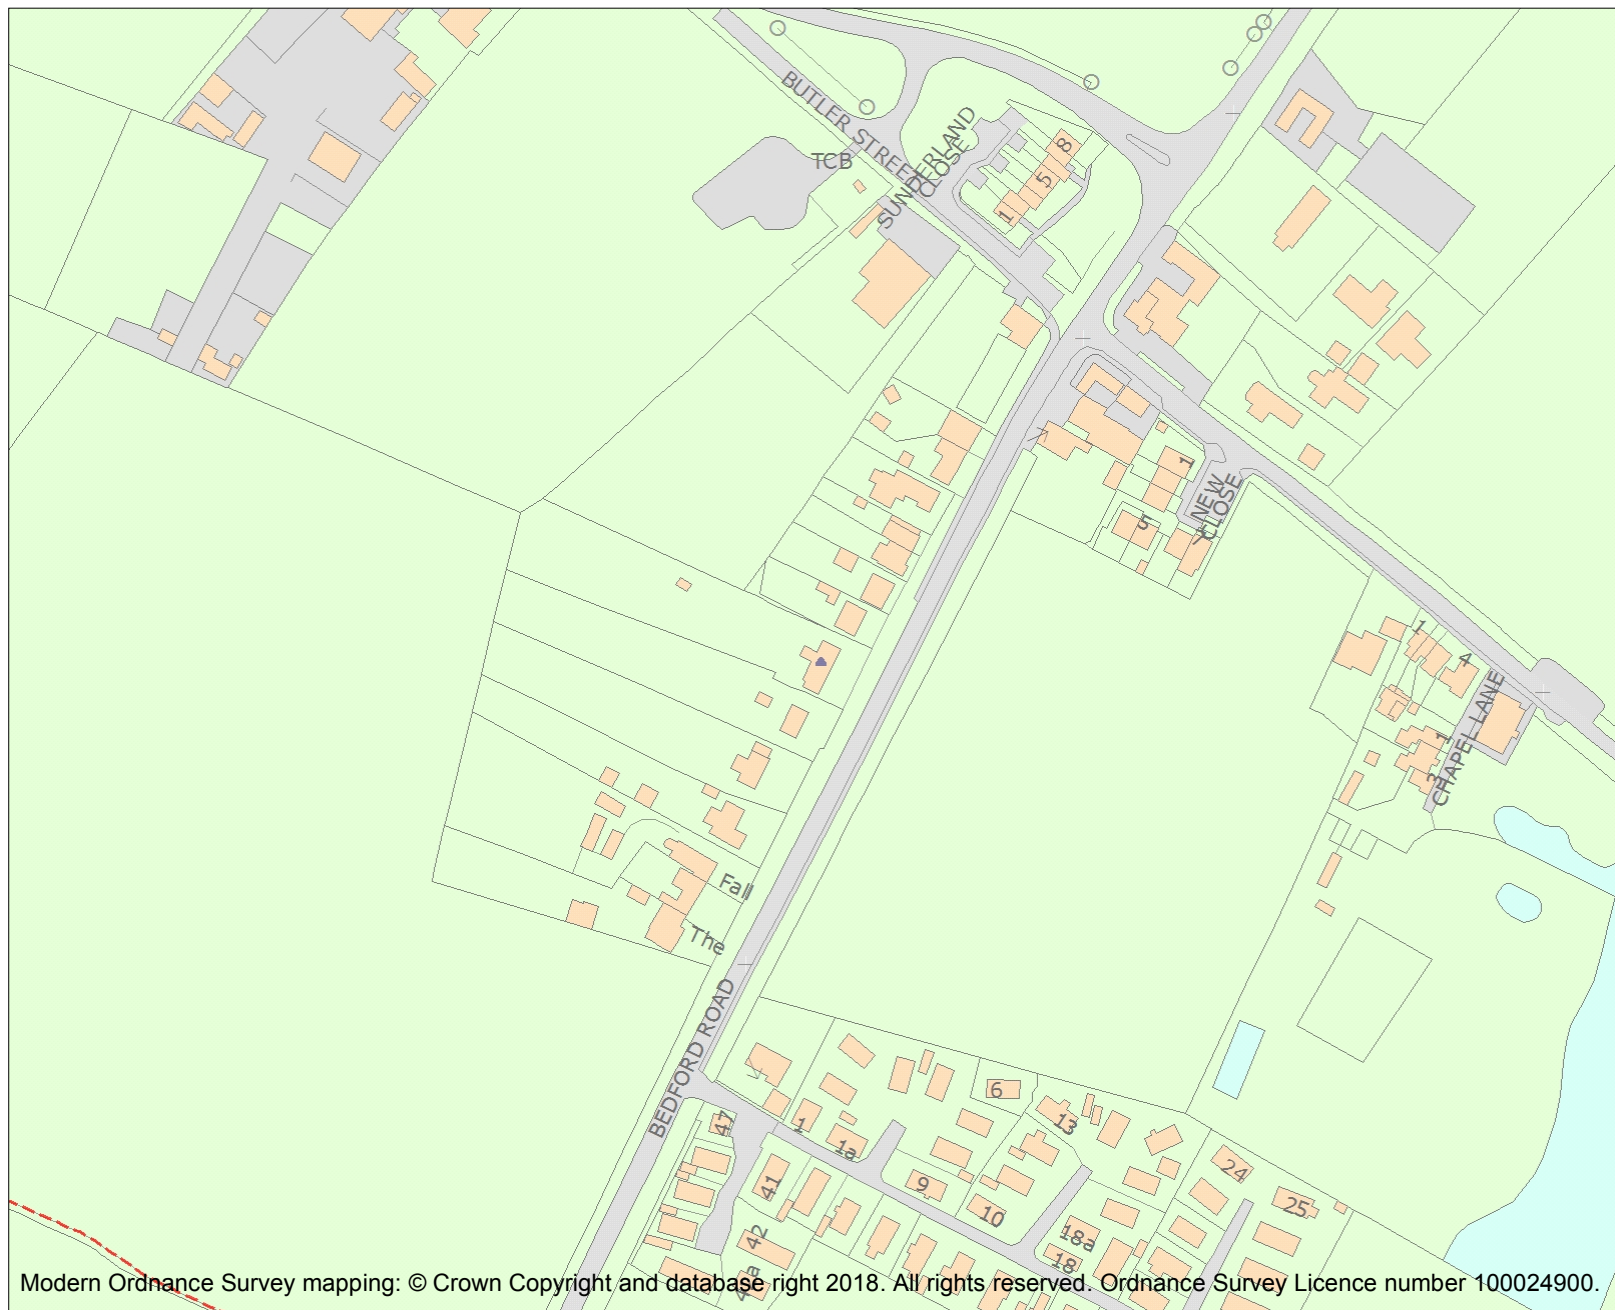 BUTLER STREET
TCB
SUNDERLAND
CLOSE
8
5
1
1
NEW
CLOSE
5
7
1
4
CHAPEL LANE
1
3
Fall
The
BEDFORD ROAD
6
47
1
1a
13
41
9
10
24
25
42
18a
18
Modern Ordnance Survey mapping: © Crown Copyright and database right 2018. All rights reserved. Ordnance Survey Licence number 100024900.